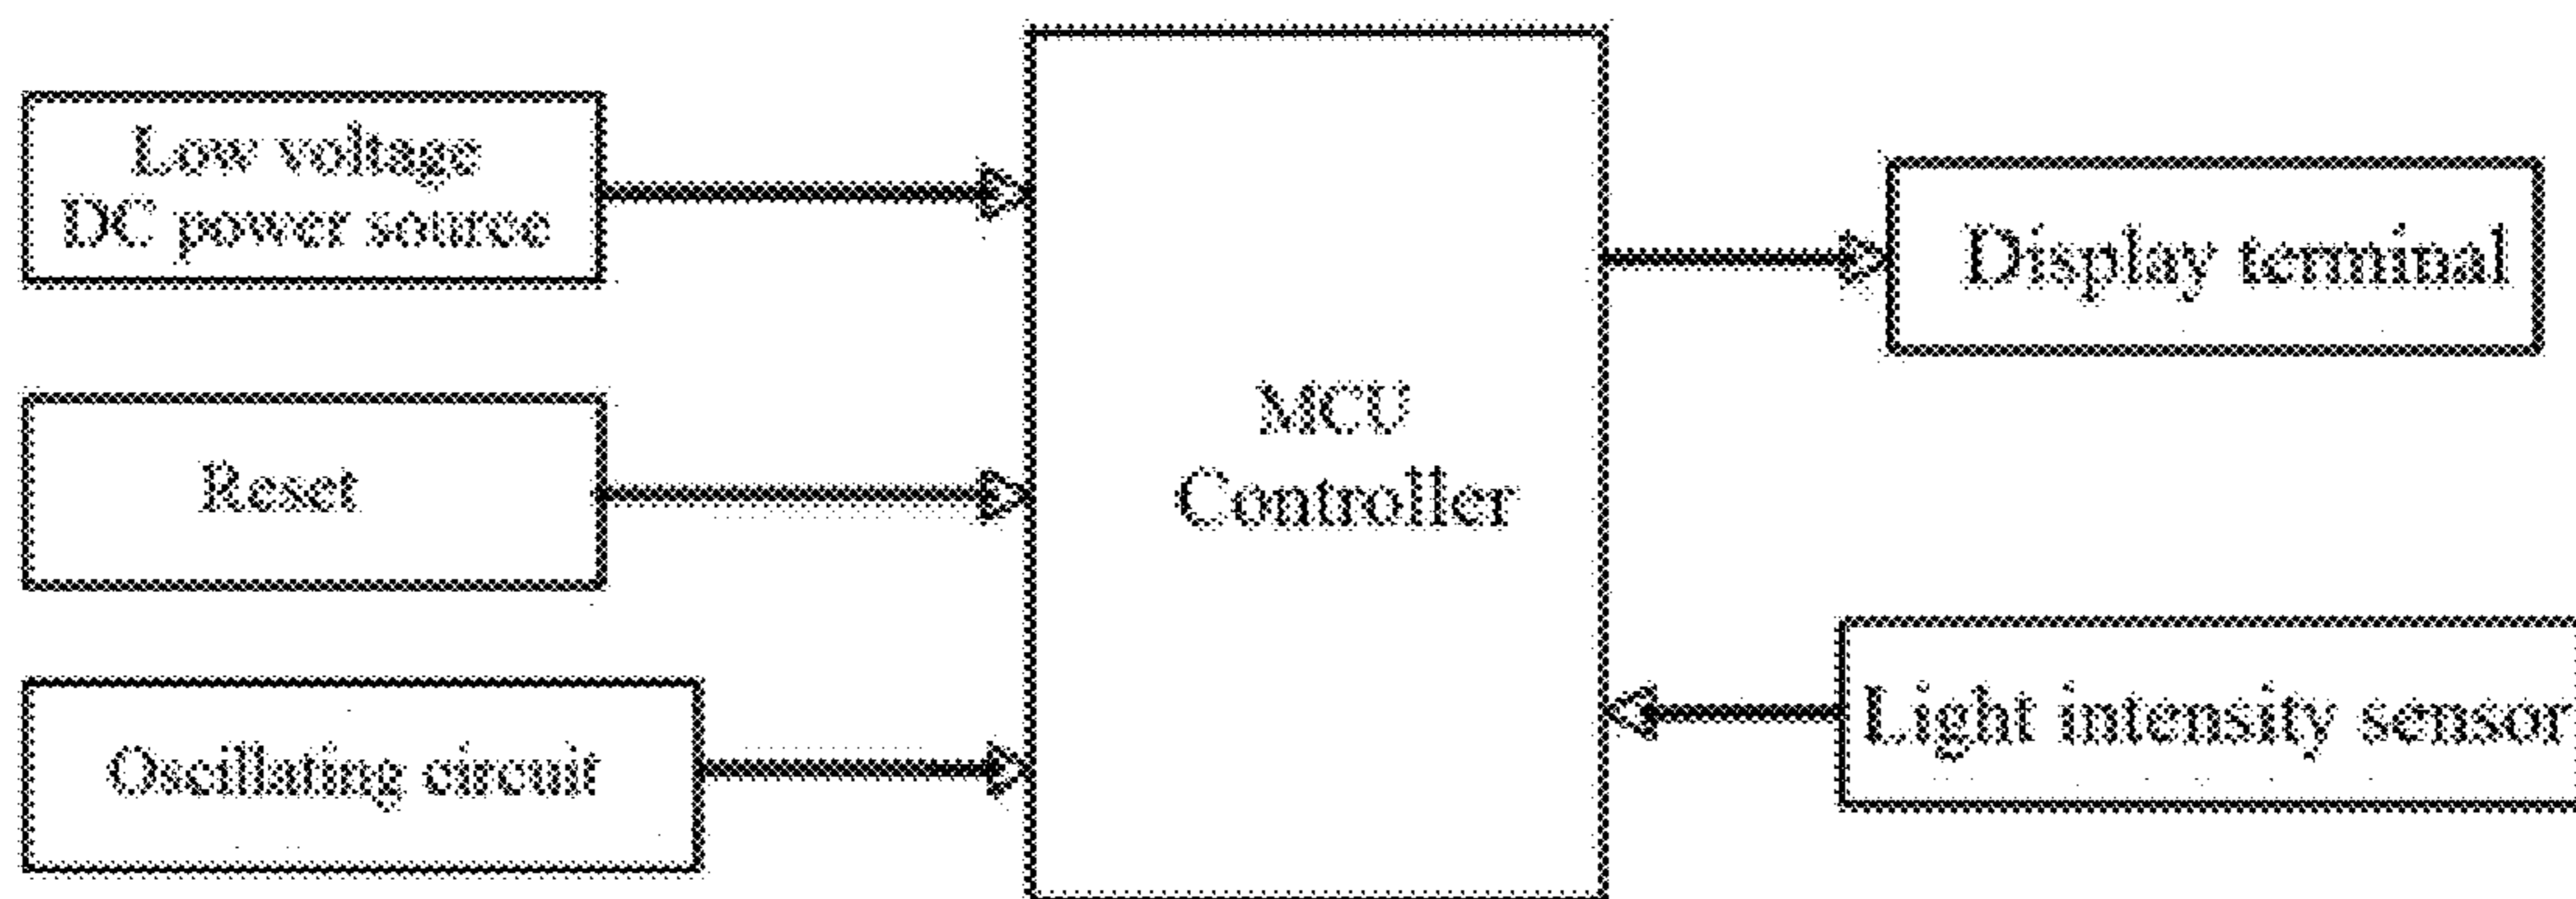 Low voltage
DC power source
Reset
Oscillating circuit
MCU
Controller
Display terminal
Light intensity sensor